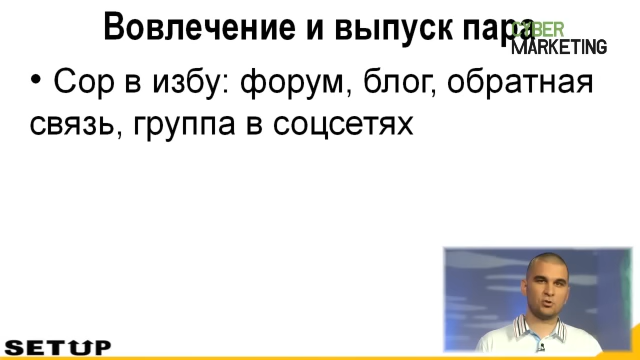 Вовлечение и выпуск пара
CYBER
MARKETING
• Сор в избу: форум, блог, обратная
связь, группа в соцсетях
SETUP